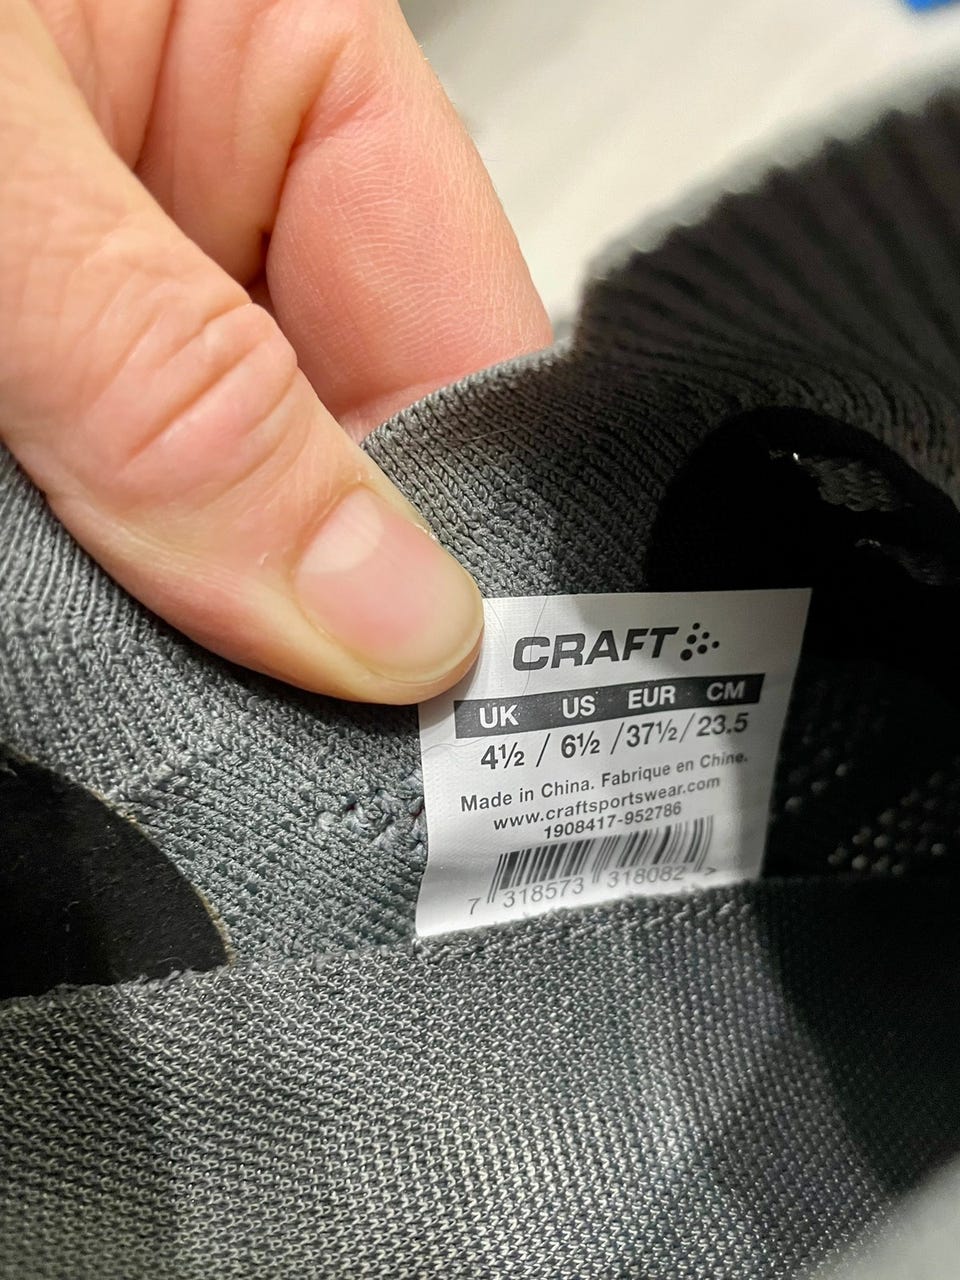 CRAFT
UK US EUR CM
4½ / 6½ / 37½ / 23.5
Made in China. Fabrique en Chine.
www.craftsportswear.com
1908417-952786
7 318573 318082 >